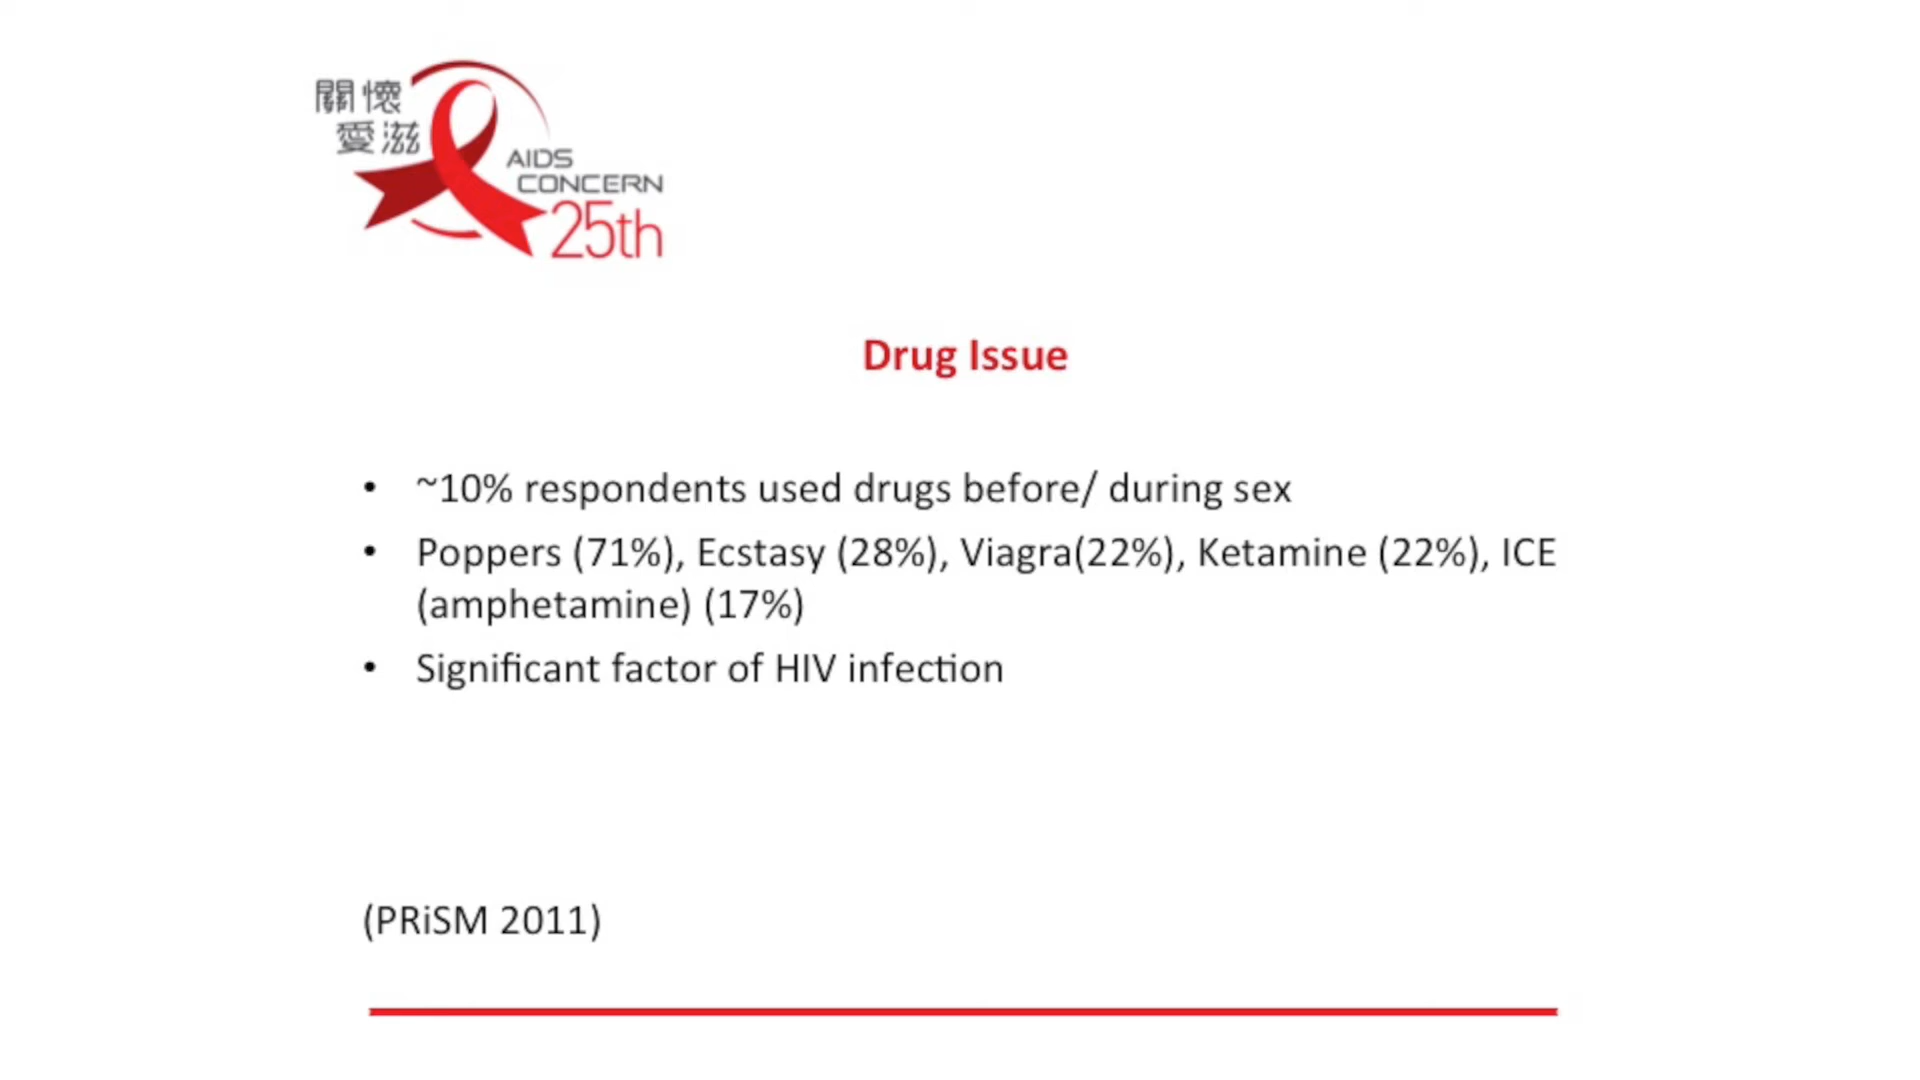 關懷
愛滋
AIDS
CONCERN
25th
Drug Issue
• ~10% respondents used drugs before/ during sex
• Poppers (71%), Ecstasy (28%), Viagra(22%), Ketamine (22%), ICE
(amphetamine) (17%)
• Significant factor of HIV infection
(PRiSM 2011)